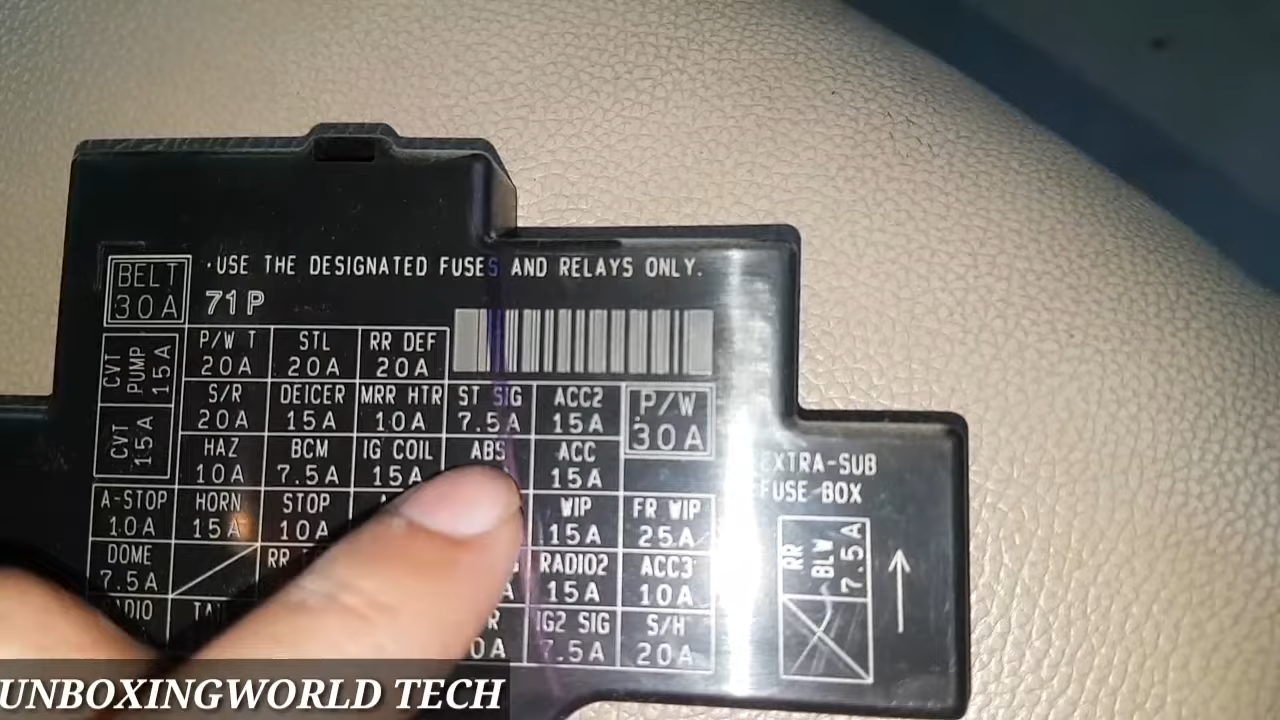 BELT
30A
·USE THE DESIGNATED FUSES AND RELAYS ONLY.
71P
CVT PUMP 15A
P/W T
20A
STL
20A
RR DEF
20A
S/R
20A
DEICER
15A
MRR HTR
10A
ST SIG
7.5A
ACC2
15A
P/W
30A
CVT 15A
HAZ
10A
BCM
7.5A
IG COIL
15A
ABS
ACC
15A
EXTRA-SUB
FUSE BOX
A-STOP
10A
HORN
15A
STOP
10A
WIP
15A
FR WIP
25A
RR BLW 7.5A
DOME
7.5A
RR
RADIO2
15A
ACC3
10A
IG2 SIG
7.5A
S/H
20A
UNBOXINGWORLD TECH